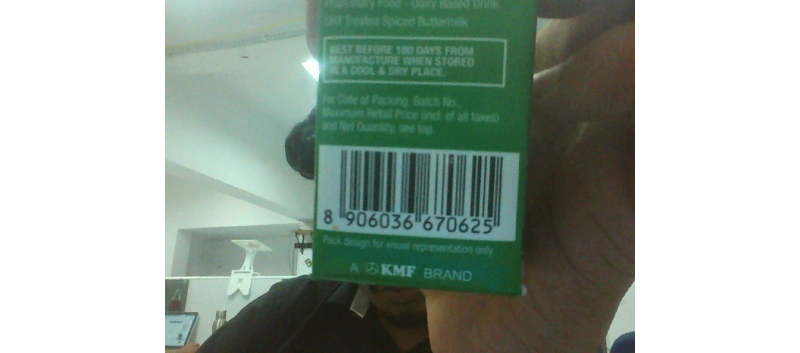 Proprietary Food - Dairy Based Drink
UHT Treated Spiced Buttermilk
BEST BEFORE 180 DAYS FROM
MANUFACTURE WHEN STORED
IN A COOL & DRY PLACE.
For Date of Packing, Batch No.,
Maximum Retail Price (incl. of all taxes)
and Net Quantity, see top.
8 906036 670625
Pack design for visual representation only
A KMF BRAND